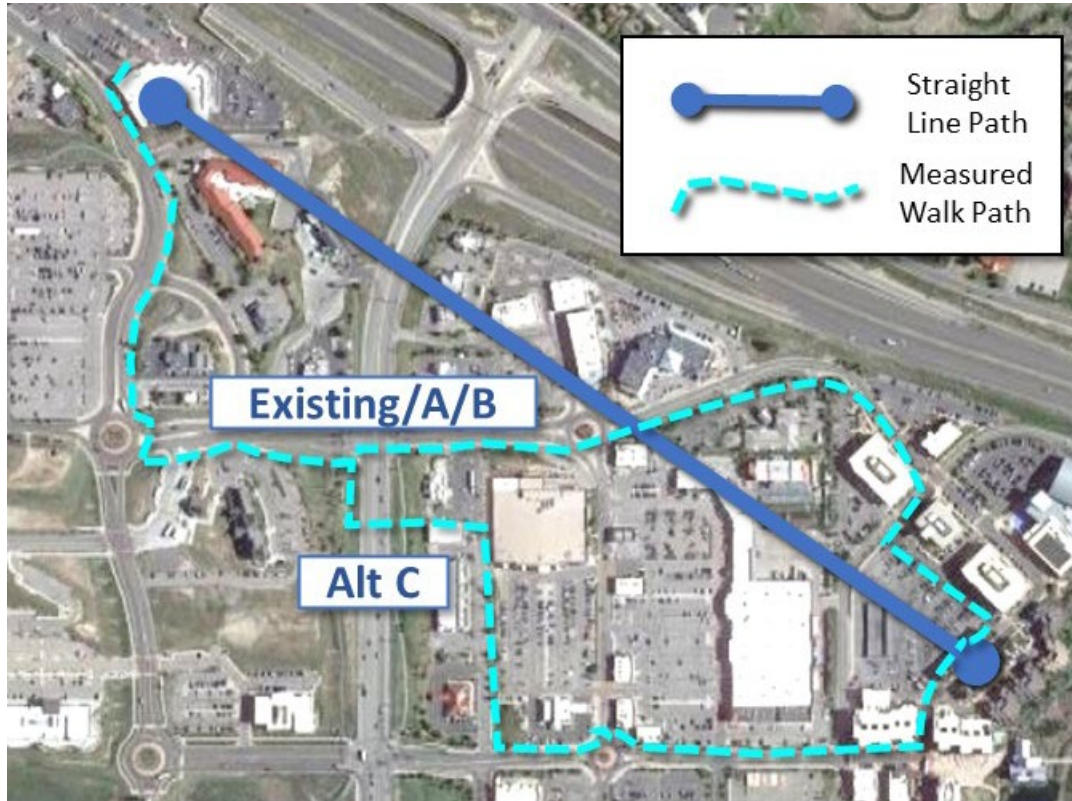 Straight
Line Path
Measured
Walk Path
Existing/A/B
Alt C